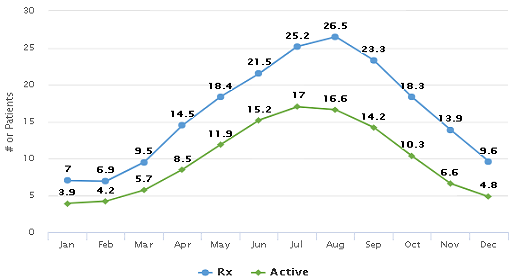 30
25
20
15
10
5
0
# or Patients
7 6.9 9.5 14.5 18.4 21.5 25.2 26.5 23.3 18.3 13.9 9.6
3.9 4.2 5.7 8.5 11.9 15.2 17 16.6 14.2 10.3 6.6 4.8
Jan Feb Mar Apr May Jun Jul Aug Sep Oct Nov Dec
Rx Active